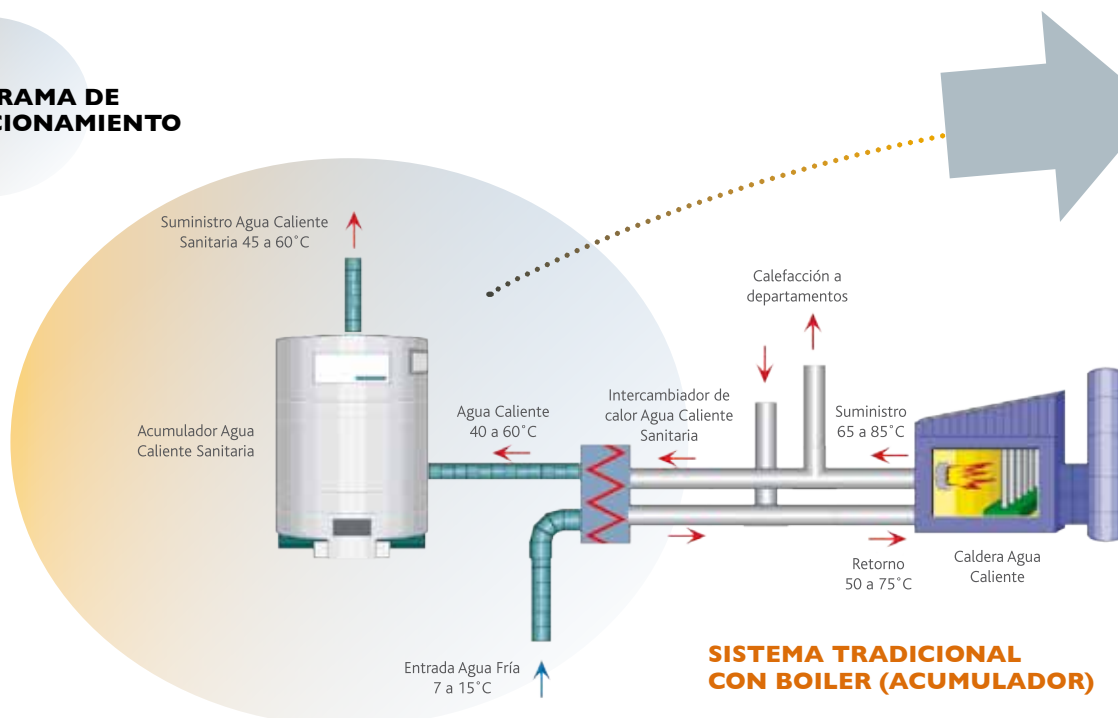 RAMA DE
CIONAMIENTO
Suministro Agua Caliente
Sanitaria 45 a 60˚C
Calefacción a
departamentos
Acumulador Agua
Caliente Sanitaria
Agua Caliente
40 a 60˚C
Intercambiador de
calor Agua Caliente
Sanitaria
Suministro
65 a 85˚C
Retorno
50 a 75˚C
Caldera Agua
Caliente
Entrada Agua Fría
7 a 15˚C
SISTEMA TRADICIONAL
CON BOILER (ACUMULADOR)